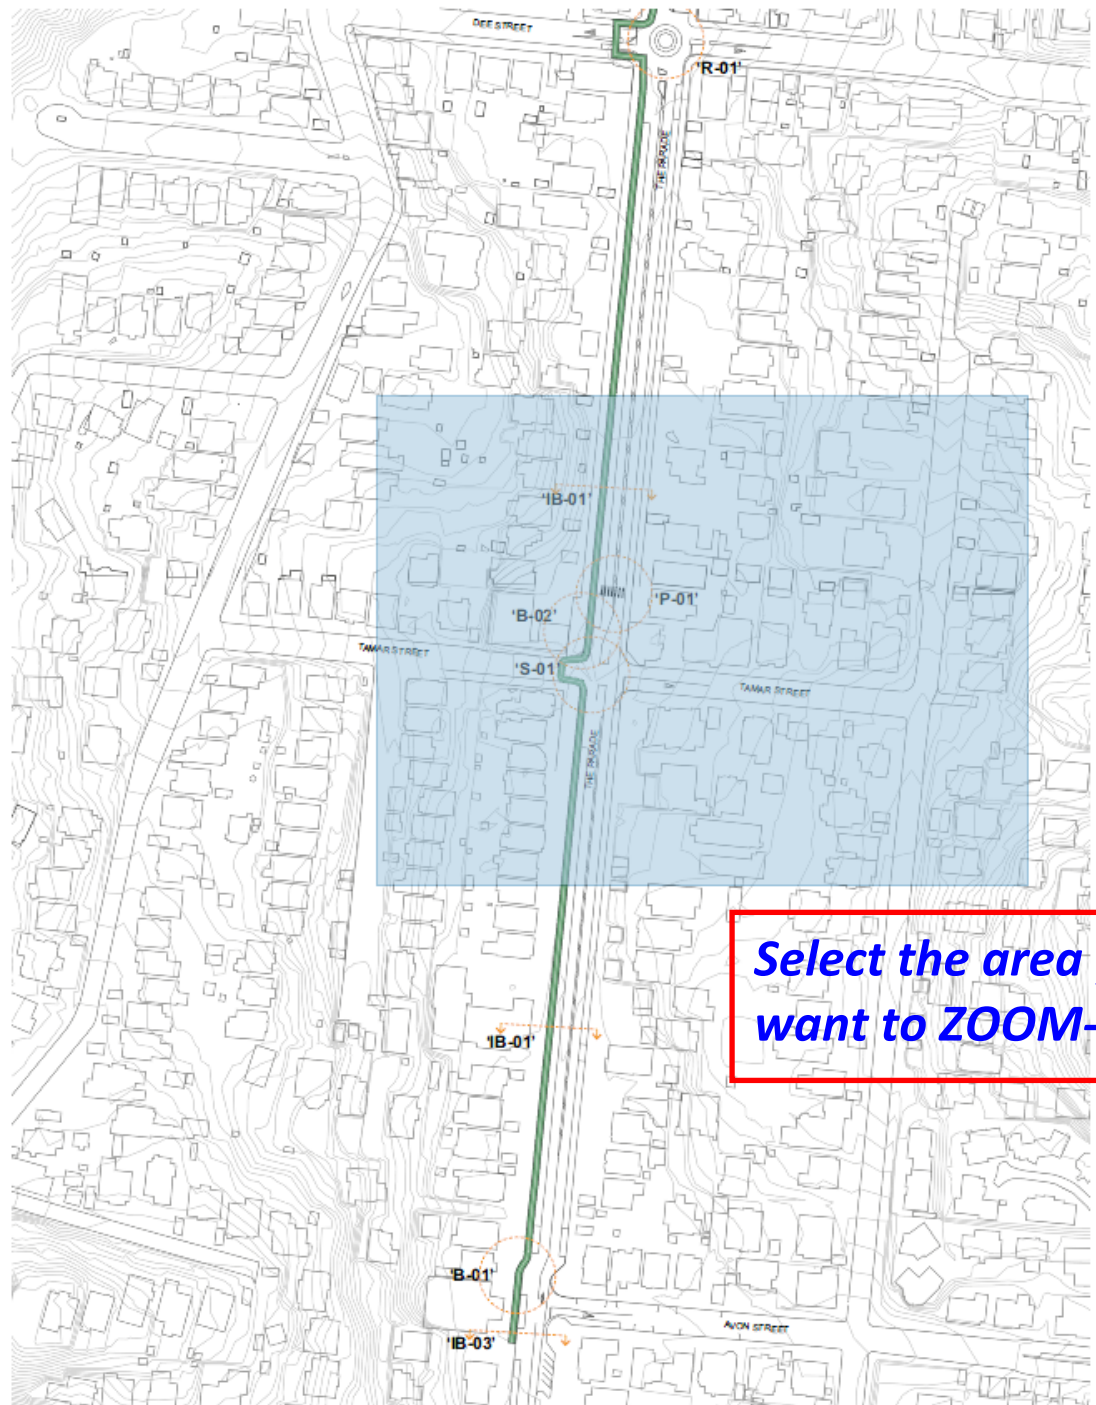 DEE STREET
'R-01'
THE PARADE
'IB-01'
'P-01'
'B-02'
TAMAR STREET
'S-01'
TAMAR STREET
THE PARADE
Select the area
want to ZOOM-
'IB-01'
'B-01'
AVON STREET
'IB-03'